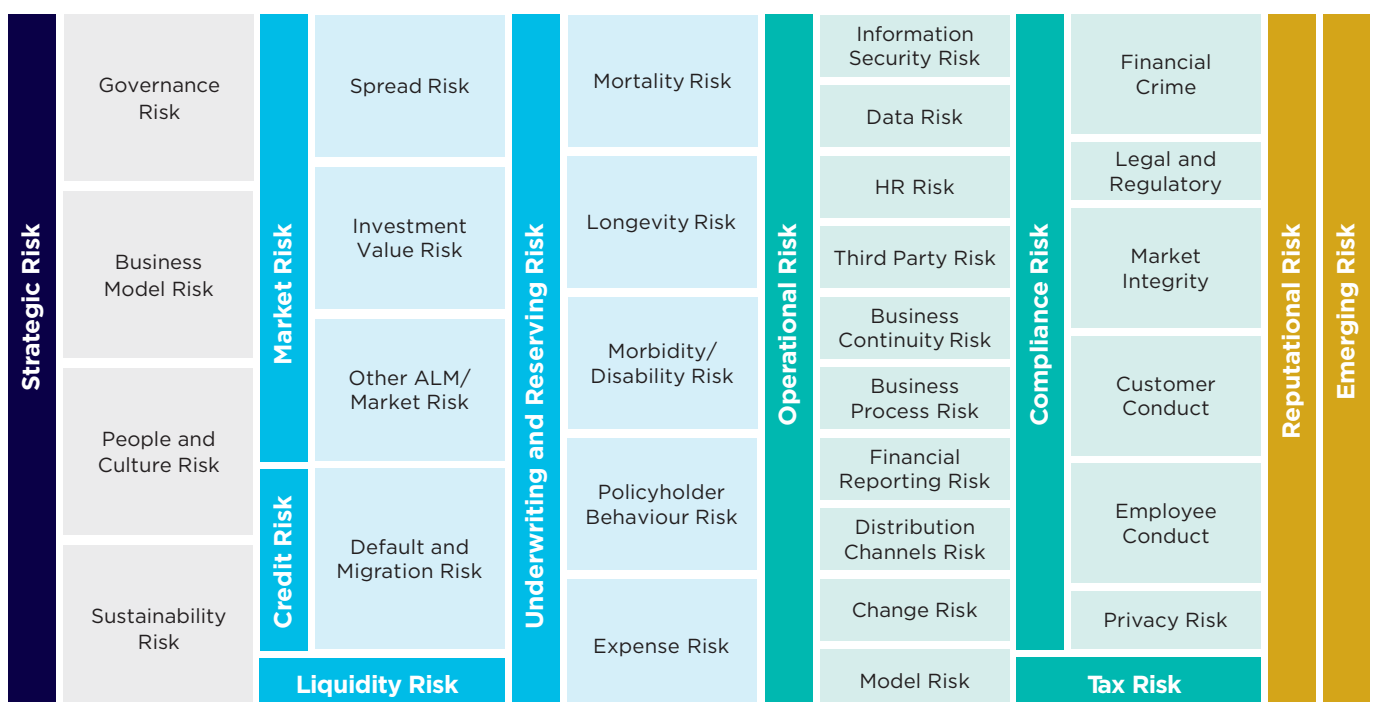 Strategic Risk
Governance
Risk
Business
Model Risk
People and
Culture Risk
Sustainability
Risk
Market Risk
Spread Risk
Investment
Value Risk
Other ALM/
Market Risk
Credit Risk
Default and
Migration Risk
Liquidity Risk
Underwriting and Reserving Risk
Mortality Risk
Longevity Risk
Morbidity/
Disability Risk
Policyholder
Behaviour Risk
Expense Risk
Operational Risk
Information
Security Risk
Data Risk
HR Risk
Third Party Risk
Business
Continuity Risk
Business
Process Risk
Financial
Reporting Risk
Distribution
Channels Risk
Change Risk
Model Risk
Compliance Risk
Financial
Crime
Legal and
Regulatory
Market
Integrity
Customer
Conduct
Employee
Conduct
Privacy Risk
Tax Risk
Reputational Risk
Emerging Risk